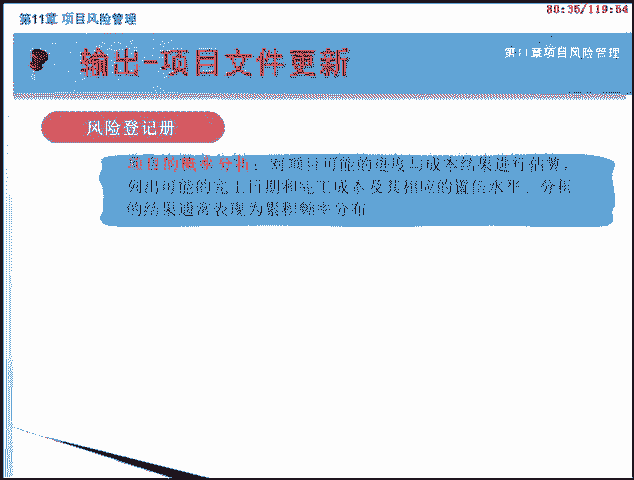 第11章 项目风险管理
80:35/119:54
输出-项目文件更新
第11章项目风险管理
风险登记册
项目的概率分析：对项目可能的进度与成本结果进行估算，
列出可能的完工日期和完工成本及其相应的置信水平。分析
的结果通常表现为累积频率分布